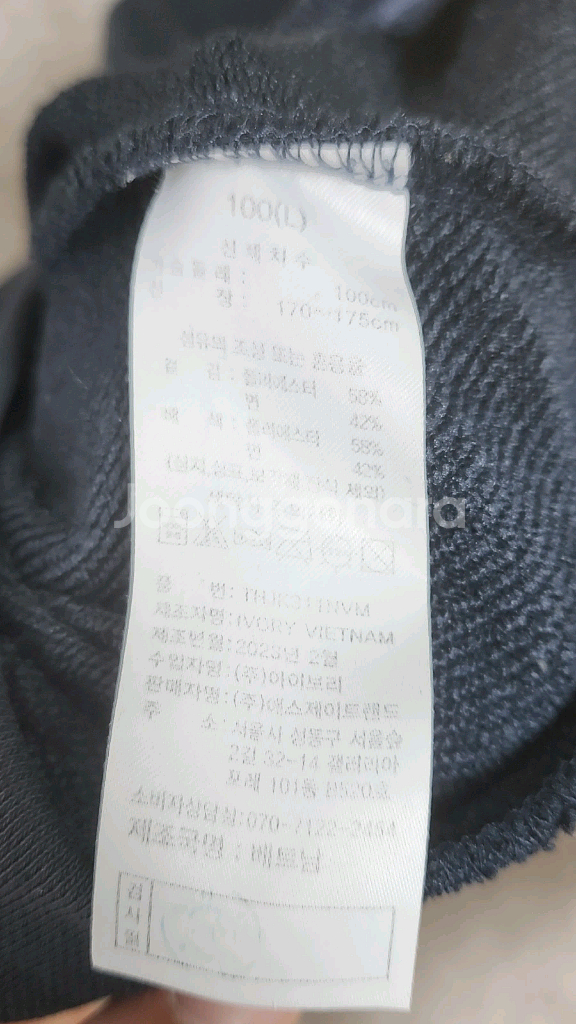 100(L)
신체치수
가슴둘레 : 100cm
신 장 : 170~175cm
섬유의 조성 또는 혼용율
겉 감 : 폴리에스터 58%
면 42%
배 색 : 폴리에스터 58%
면 42%
제외)
Joonggonara
품 번:
제조자명:IVORY VIETNAM
제조년월:2023년 2월
수입자명:(주)아이보리
판매자명:(주)에스제이트렌드
주 소:서울시 성동구 서울숲
2길 32-14 갤러리아
포레 101동 B520호
소비자상담실:070-7122-2454
제조국명 : 베트남
검사필